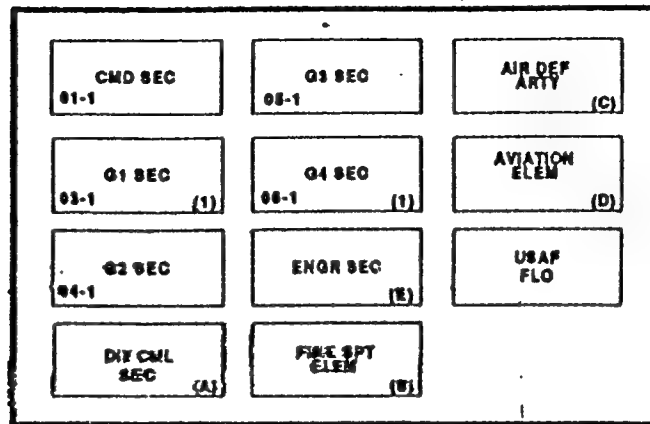 CMD SEC
01-1
G3 SEC
05-1
AIR DEF
ARTY
(C)
G1 SEC
03-1 (1)
G4 SEC
06-1 (1)
AVIATION
ELEM
(D)
G2 SEC
04-1
ENGR SEC
(E)
USAF
FLO
DIV CML
SEC
(A)
FIRE SPT
ELEM
(B)